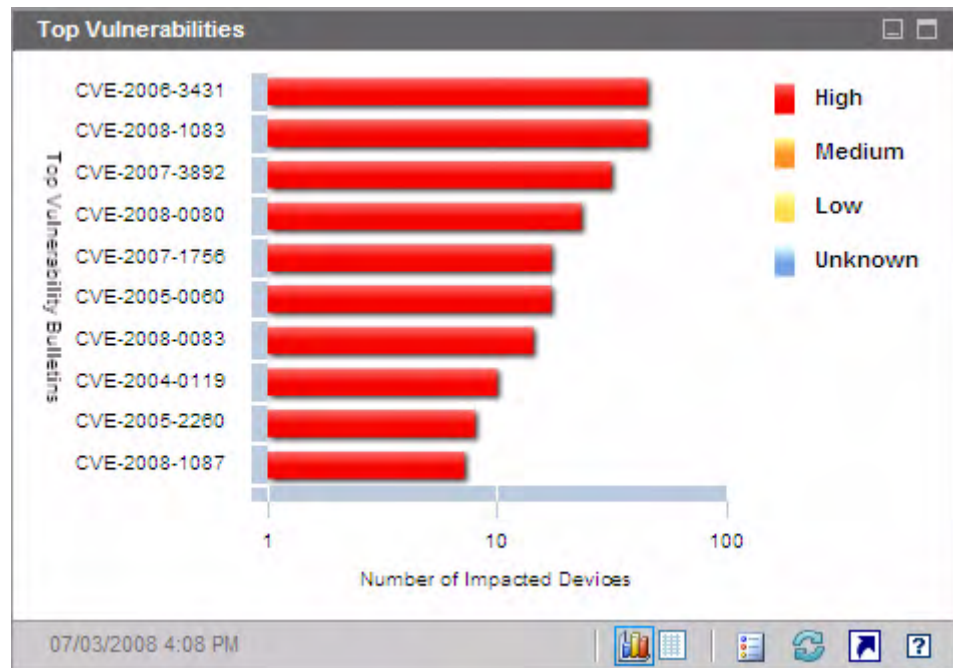 Top Vulnerabilities
CVE-2006-3431
CVE-2008-1083
CVE-2007-3892
CVE-2008-0080
CVE-2007-1756
CVE-2005-0060
CVE-2008-0083
CVE-2004-0119
CVE-2005-2260
CVE-2008-1087
Top Vulnerability Bulletins
1
10
100
Number of Impacted Devices
High
Medium
Low
Unknown
07/03/2008 4:08 PM
?